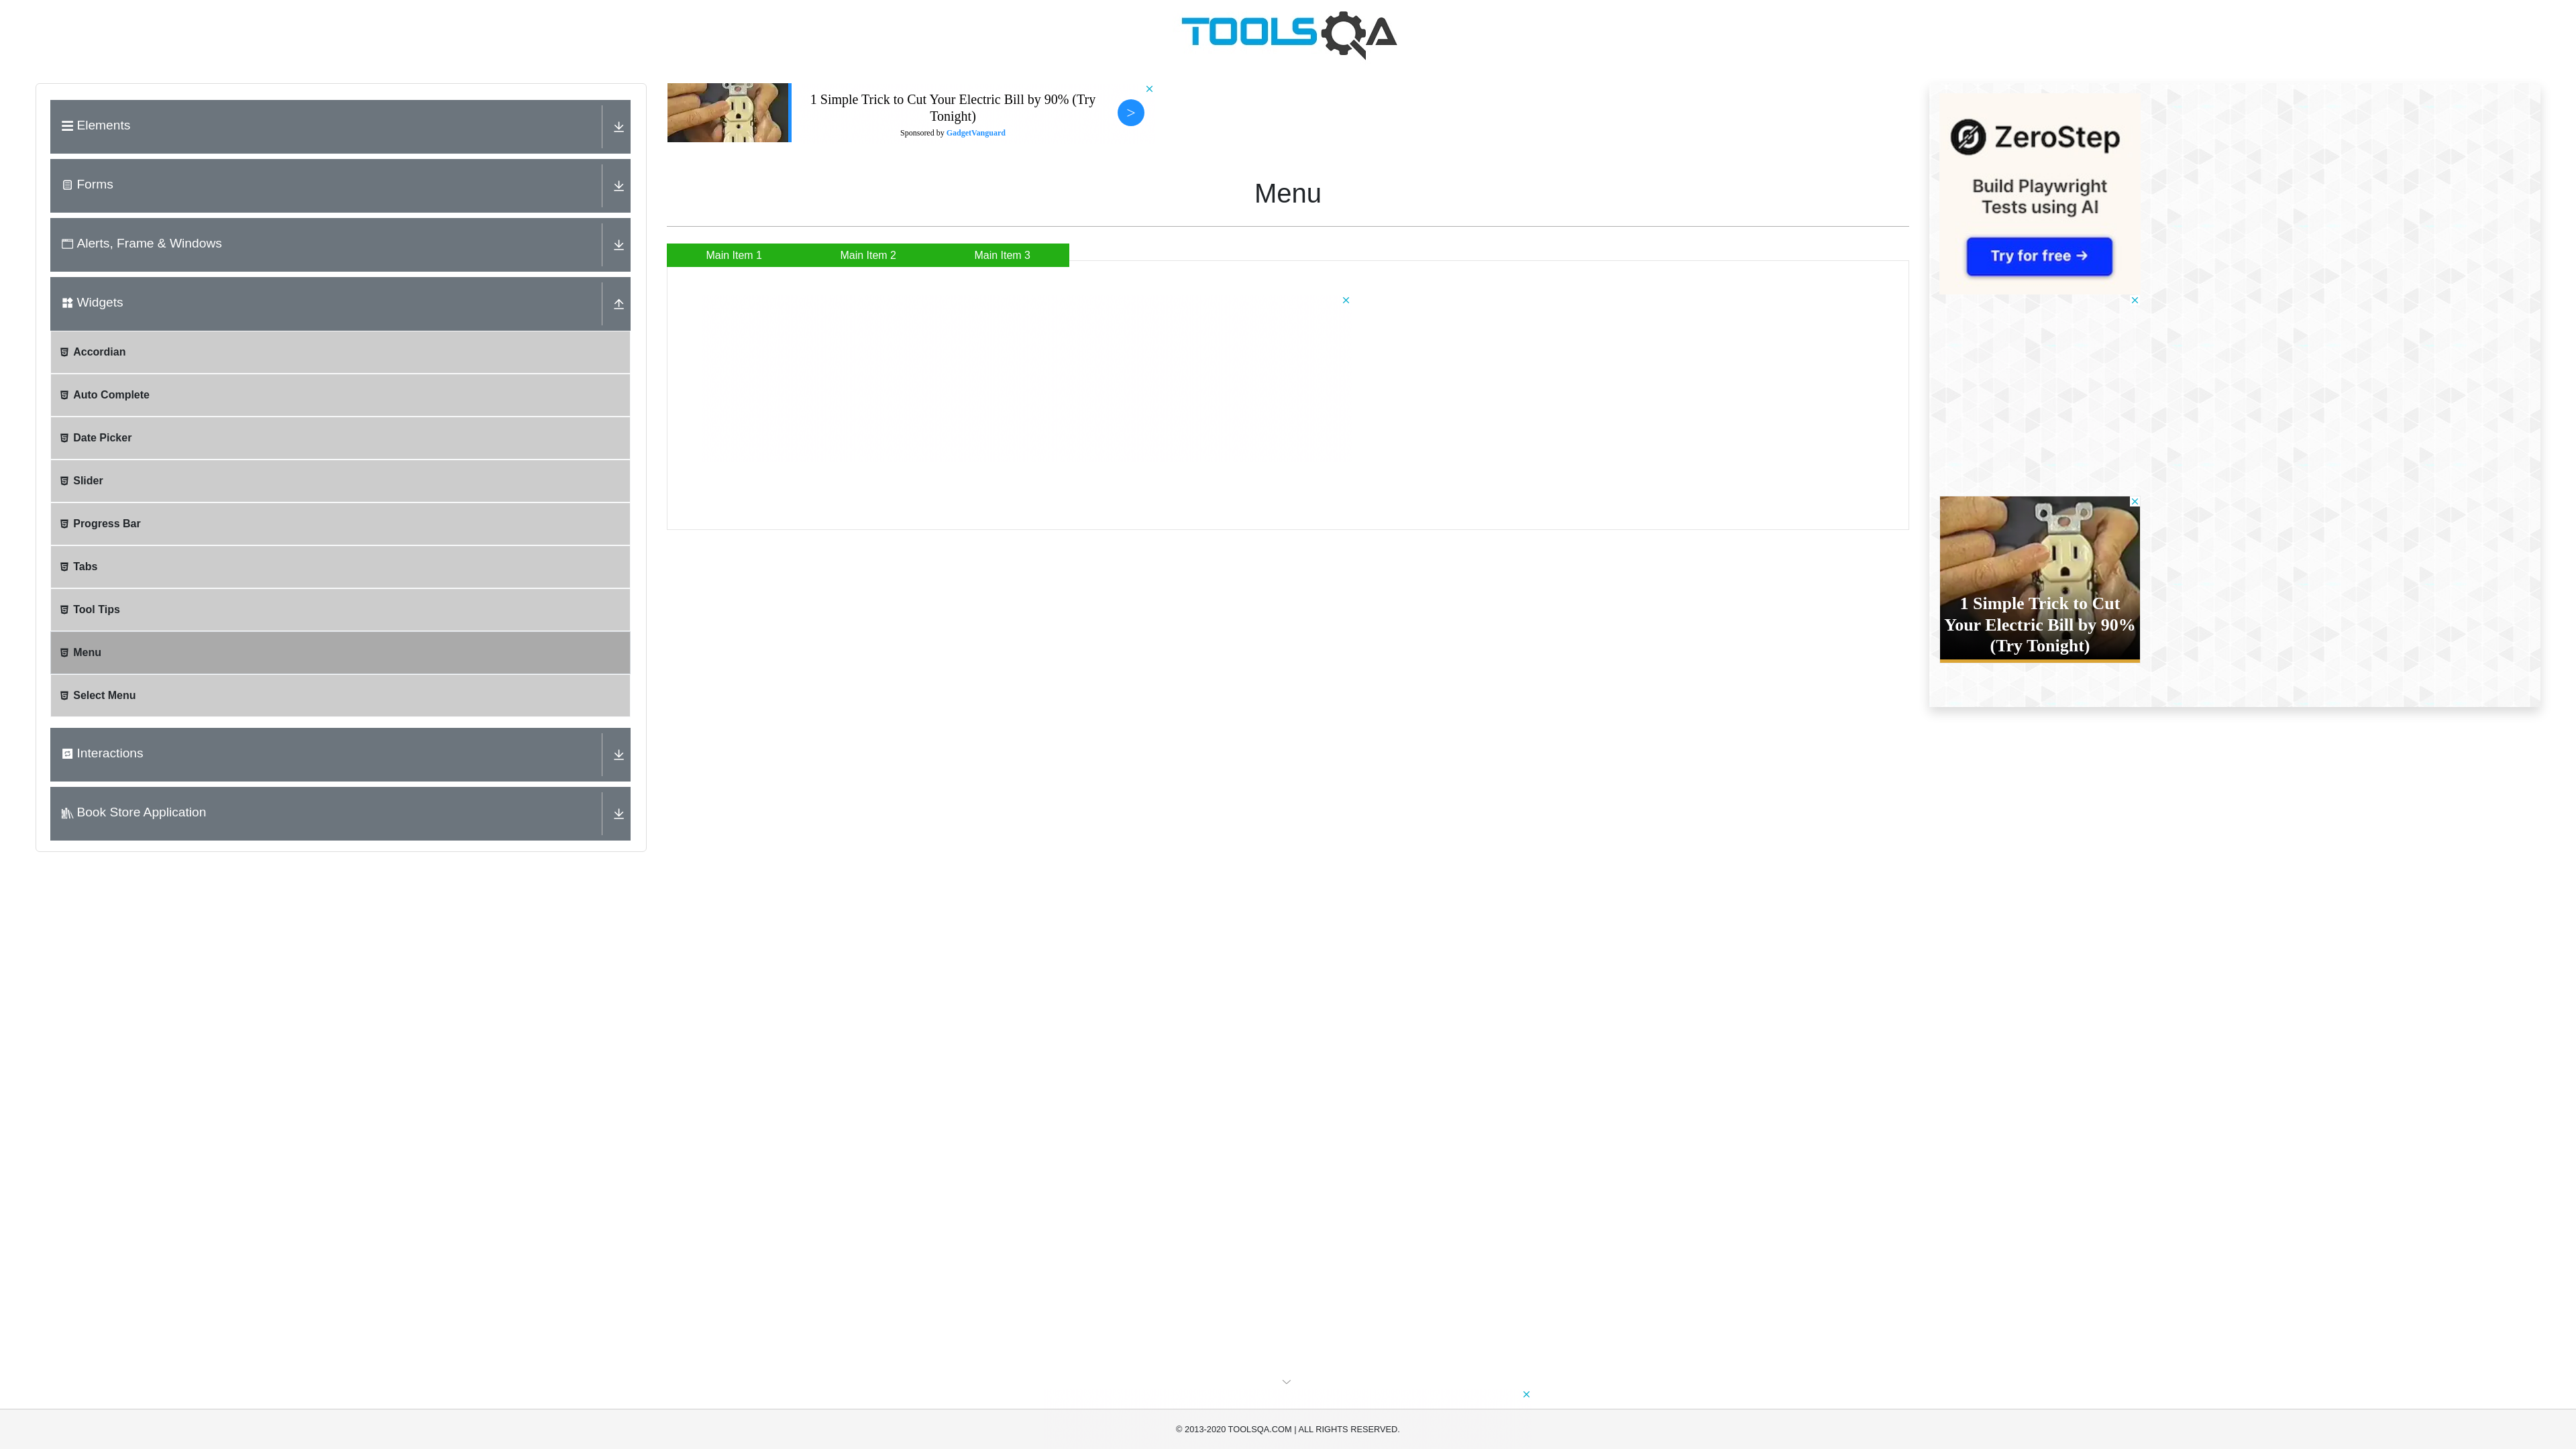 TOOLSQA
Elements
Forms
Alerts, Frame & Windows
Widgets
Accordian
Auto Complete
Date Picker
Slider
Progress Bar
Tabs
Tool Tips
Menu
Select Menu
Interactions
Book Store Application
1 Simple Trick to Cut Your Electric Bill by 90% (Try
Tonight)
Sponsored by GadgetVanguard
>
Menu
Main Item 1
Main Item 2
Main Item 3
ZeroStep
Build Playwright
Tests using AI
Try for free →
1 Simple Trick to Cut
Your Electric Bill by 90%
(Try Tonight)
© 2013-2020 TOOLSQA.COM | ALL RIGHTS RESERVED.